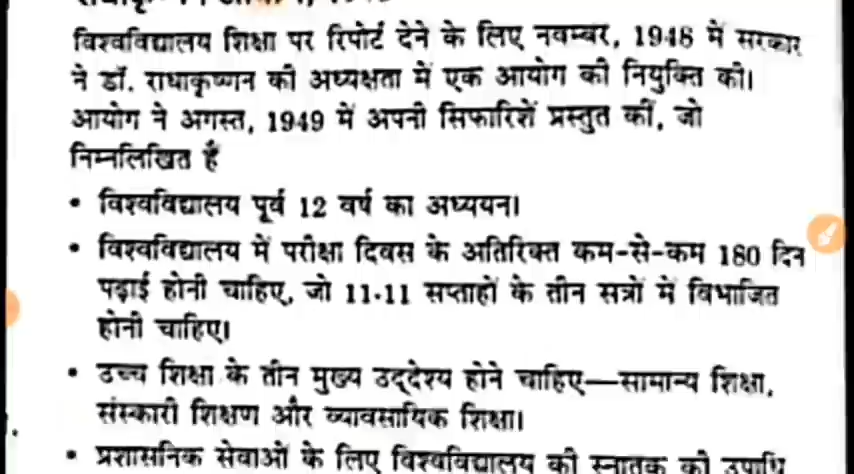 विश्वविद्यालय शिक्षा पर रिपोर्ट देने के लिए नवम्बर, 1948 में सरकार
ने डॉ. राधाकृष्णन की अध्यक्षता में एक आयोग की नियुक्ति की।
आयोग ने अगस्त, 1949 में अपनी सिफारिशें प्रस्तुत कीं, जो
निम्नलिखित हैं
• विश्वविद्यालय पूर्व 12 वर्ष का अध्ययन।
• विश्वविद्यालय में परीक्षा दिवस के अतिरिक्त कम-से-कम 180 दिन
पढ़ाई होनी चाहिए, जो 11-11 सप्ताहों के तीन सत्रों में विभाजित
होनी चाहिए।
• उच्च शिक्षा के तीन मुख्य उद्देश्य होने चाहिए—सामान्य शिक्षा,
संस्कारी शिक्षण और व्यावसायिक शिक्षा।
• प्रशासनिक सेवाओं के लिए विश्वविद्यालय की स्नातक की उपाधि